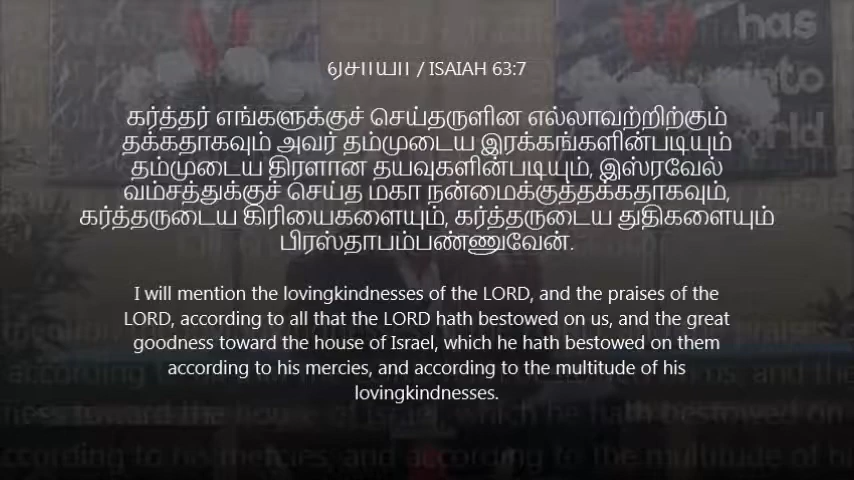 ஏசாயா / ISAIAH 63:7
கர்த்தர் எங்களுக்குச் செய்தருளின எல்லாவற்றிற்கும்
தக்கதாகவும் அவர் தம்முடைய இரக்கங்களின்படியும்
தம்முடைய திரளான தயவுகளின்படியும், இஸ்ரவேல்
வம்சத்துக்குச் செய்த மகா நன்மைக்குத்தக்கதாகவும்,
கர்த்தருடைய கிரியைகளையும், கர்த்தருடைய துதிகளையும்
பிரஸ்தாபம்பண்ணுவேன்.
I will mention the lovingkindnesses of the LORD, and the praises of the
LORD, according to all that the LORD hath bestowed on us, and the great
goodness toward the house of Israel, which he hath bestowed on them
according to his mercies, and according to the multitude of his
lovingkindnesses.
has
into
world